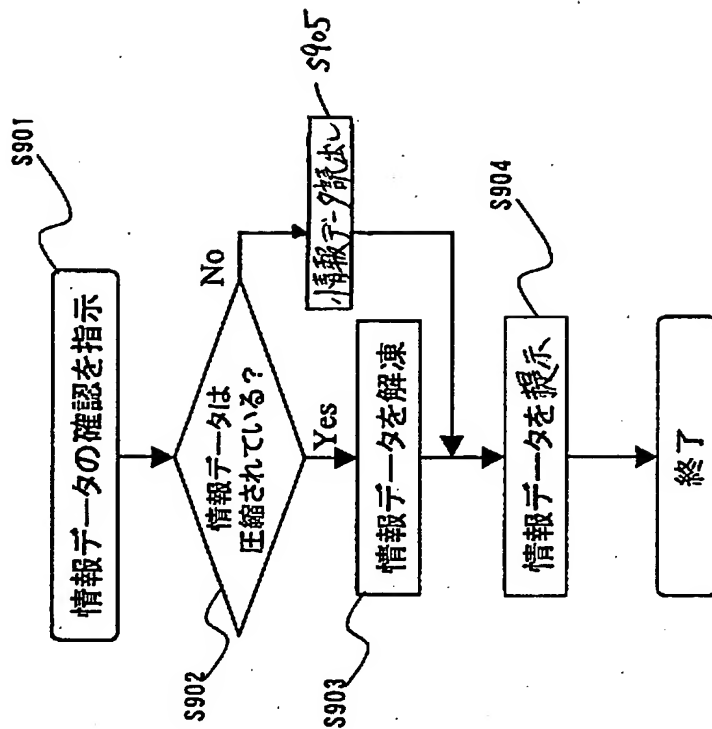 S901
情報データの確認を指示
S902
情報データは
圧縮されている？
No
Yes
S905
情報データ読出し
S903
情報データを解凍
S904
情報データを提示
終了